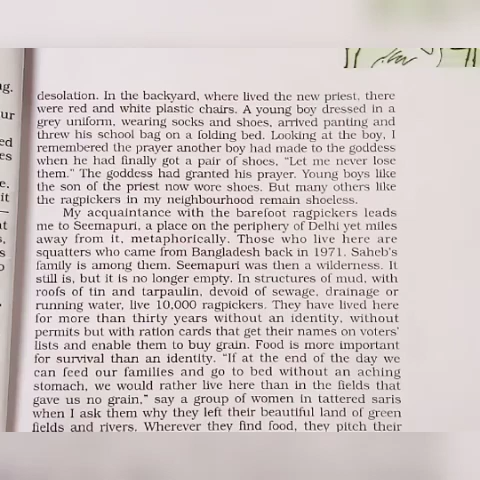 desolation. In the backyard, where lived the new priest, there
were red and white plastic chairs. A young boy dressed in a
grey uniform, wearing socks and shoes, arrived panting and
threw his school bag on a folding bed. Looking at the boy, I
remembered the prayer another boy had made to the goddess
when he had finally got a pair of shoes, “Let me never lose
them.” The goddess had granted his prayer. Young boys like
the son of the priest now wore shoes. But many others like
the ragpickers in my neighbourhood remain shoeless.
My acquaintance with the barefoot ragpickers leads
me to Seemapuri, a place on the periphery of Delhi yet miles
away from it, metaphorically. Those who live here are
squatters who came from Bangladesh back in 1971. Saheb’s
family is among them. Seemapuri was then a wilderness. It
still is, but it is no longer empty. In structures of mud, with
roofs of tin and tarpaulin, devoid of sewage, drainage or
running water, live 10,000 ragpickers. They have lived here
for more than thirty years without an identity, without
permits but with ration cards that get their names on voters’
lists and enable them to buy grain. Food is more important
for survival than an identity. “If at the end of the day we
can feed our families and go to bed without an aching
stomach, we would rather live here than in the fields that
gave us no grain,” say a group of women in tattered saris
when I ask them why they left their beautiful land of green
fields and rivers. Wherever they find food, they pitch their